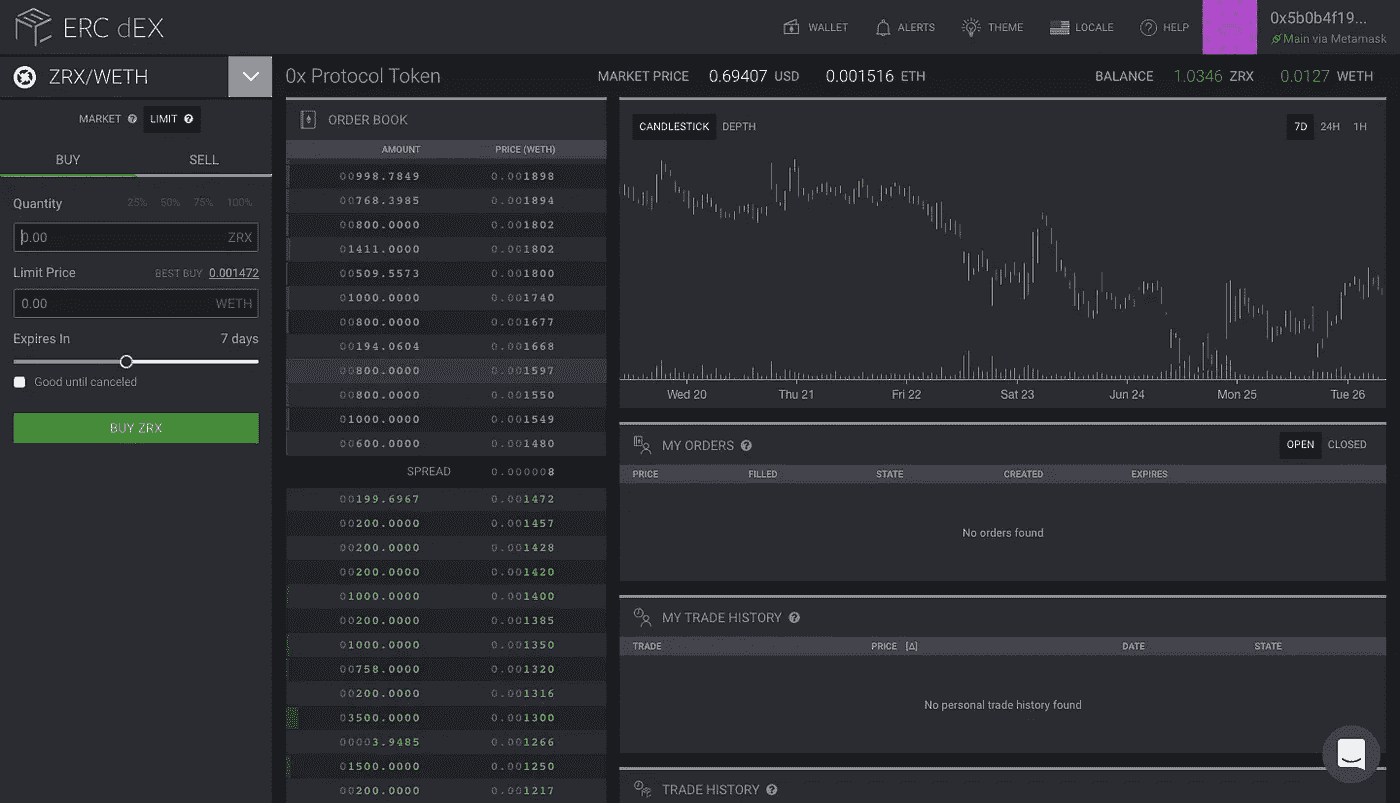 ERC dEX
WALLET ALERTS THEME LOCALE HELP
0x5b0b4f19...
Main via Metamask
ZRX/WETH
0x Protocol Token
MARKET PRICE 0.69407 USD 0.001516 ETH
BALANCE 1.0346 ZRX 0.0127 WETH
MARKET LIMIT
BUY SELL
Quantity 25% 50% 75% 100%
0.00 ZRX
Limit Price BEST BUY 0.001472
0.00 WETH
Expires In 7 days
Good until canceled
BUY ZRX
ORDER BOOK
AMOUNT PRICE (WETH)
00998.7849 0.001898
00768.3985 0.001894
00800.0000 0.001802
01411.0000 0.001802
00509.5573 0.001800
01000.0000 0.001740
00800.0000 0.001677
00194.0604 0.001668
00800.0000 0.001597
00800.0000 0.001550
01000.0000 0.001549
00600.0000 0.001480
SPREAD 0.000008
00199.6967 0.001472
00200.0000 0.001457
00200.0000 0.001428
00200.0000 0.001420
01000.0000 0.001400
00200.0000 0.001385
01000.0000 0.001350
00758.0000 0.001320
00200.0000 0.001316
03500.0000 0.001300
00003.9485 0.001266
01500.0000 0.001250
00200.0000 0.001217
CANDLESTICK DEPTH
7D 24H 1H
Wed 20 Thu 21 Fri 22 Sat 23 Jun 24 Mon 25 Tue 26
MY ORDERS
OPEN CLOSED
PRICE FILLED STATE CREATED EXPIRES
No orders found
MY TRADE HISTORY
TRADE PRICE [Δ] DATE STATE
No personal trade history found
TRADE HISTORY